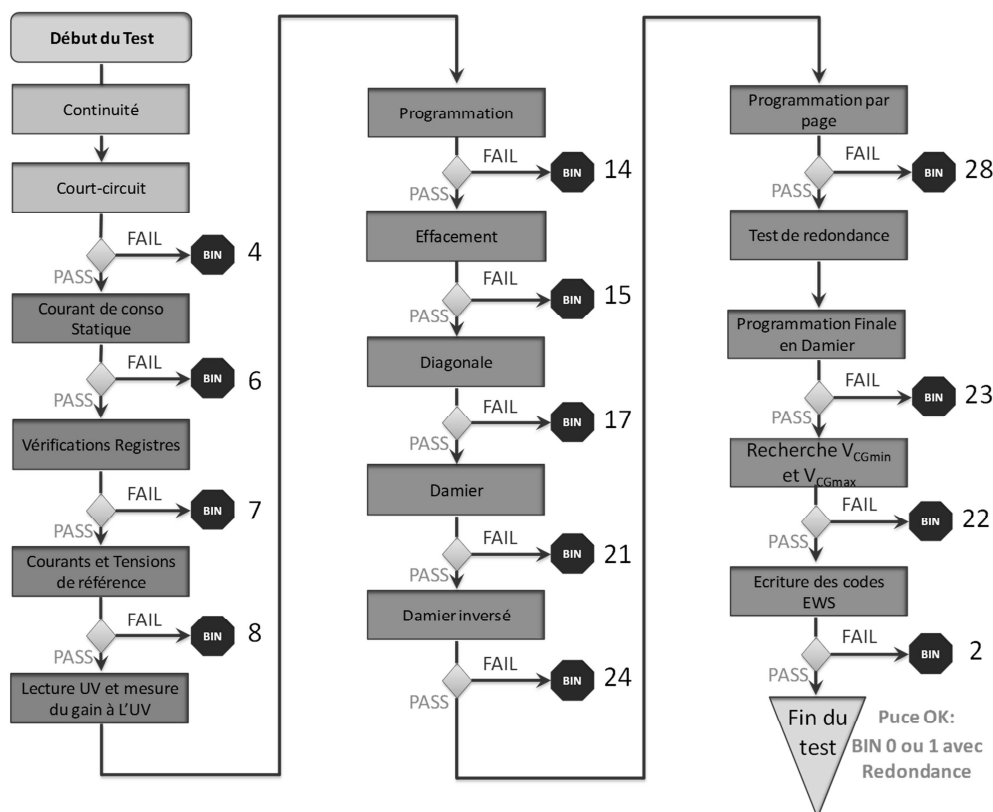 Début du Test
Continuité
Court-circuit
FAIL
BIN
4
PASS
Courant de conso
Statique
FAIL
BIN
6
PASS
Vérifications Registres
FAIL
BIN
7
PASS
Courants et Tensions
de référence
FAIL
BIN
8
PASS
Lecture UV et mesure
du gain à L'UV
Programmation
FAIL
BIN
14
PASS
Effacement
FAIL
BIN
15
PASS
Diagonale
FAIL
BIN
17
PASS
Damier
FAIL
BIN
21
PASS
Damier inversé
FAIL
BIN
24
PASS
Programmation par
page
FAIL
BIN
28
PASS
Test de redondance
Programmation Finale
en Damier
FAIL
BIN
23
PASS
Recherche VCGmin
et VCGmax
FAIL
BIN
22
PASS
Ecriture des codes
EWS
FAIL
BIN
2
PASS
Fin du
test
Puce OK:
BIN 0 ou 1 avec
Redondance